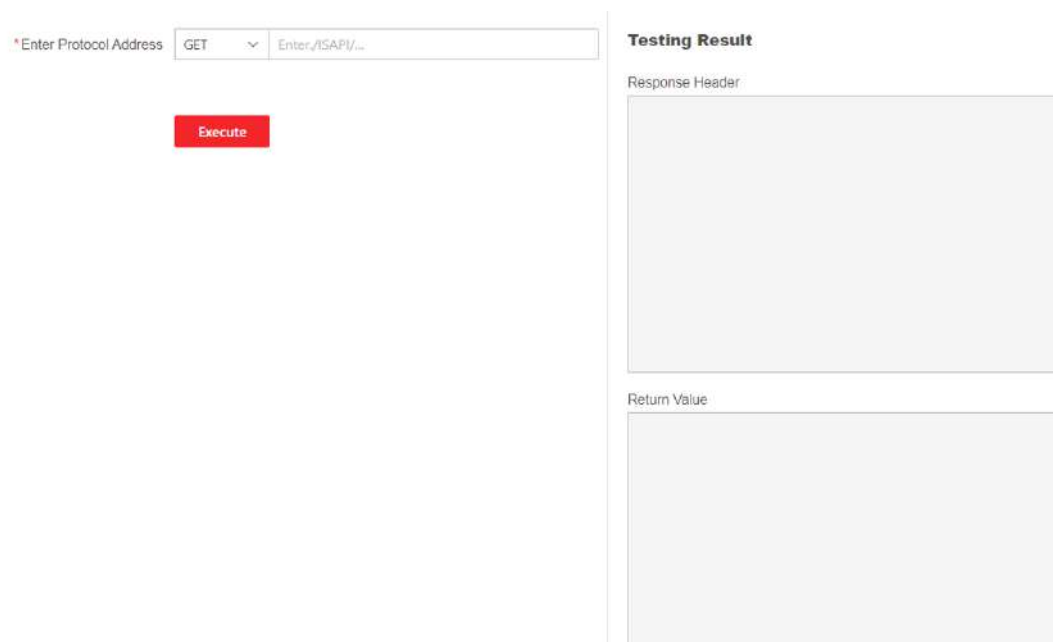 *Enter Protocol Address GET Enter./ISAPI/...
Execute
Testing Result
Response Header
Return Value